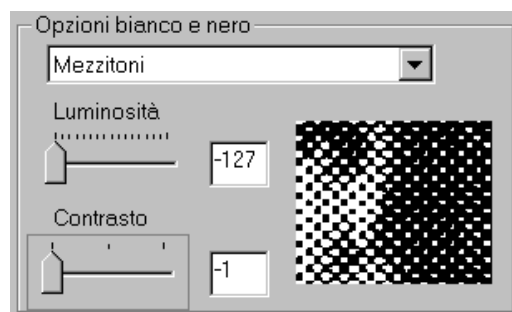 Opzioni bianco e nero
Mezzitoni
Luminosità
-127
Contrasto
-1